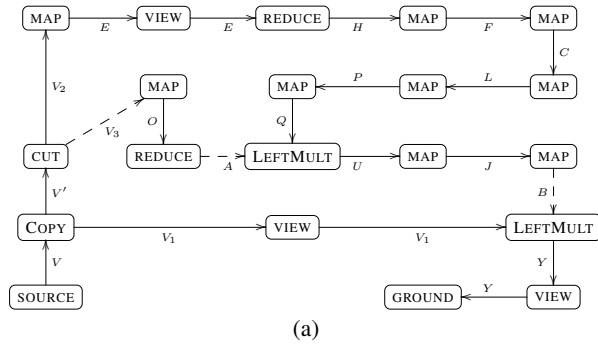 MAP E VIEW E REDUCE H MAP F MAP
C
V₂ MAP MAP P MAP L MAP
V₃ O Q
CUT REDUCE A LEFTMULT U MAP J MAP
V′ B
COPY V₁ VIEW V₁ LEFTMULT
V Y
SOURCE GROUND Y VIEW
(a)